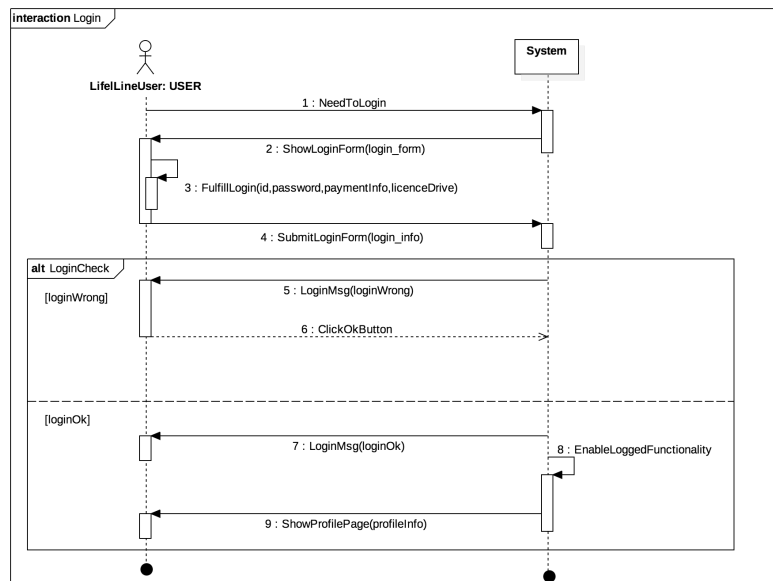 interaction Login
System
LifelLineUser: USER
1 : NeedToLogin
2 : ShowLoginForm(login_form)
3 : FulfillLogin(id,password,paymentInfo,licenceDrive)
4 : SubmitLoginForm(login_info)
alt LoginCheck
[loginWrong]
5 : LoginMsg(loginWrong)
6 : ClickOkButton
[loginOk]
7 : LoginMsg(loginOk)
8 : EnableLoggedFunctionality
9 : ShowProfilePage(profileInfo)